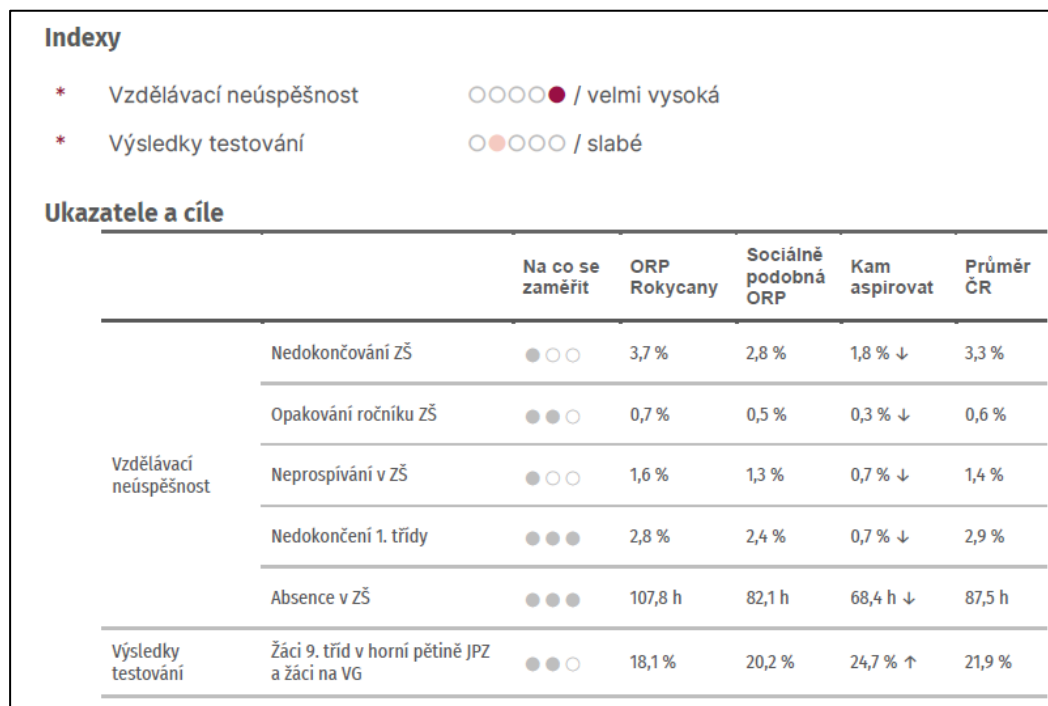 Indexy
* Vzdělávací neúspěšnost ○○○○● / velmi vysoká
* Výsledky testování ○●○○○ / slabé
Ukazatele a cíle
Na co se zaměřit ORP Rokycany Sociálně podobná ORP Kam aspirovat Průměr ČR
Vzdělávací neúspěšnost
Nedokončování ZŠ ●○○ 3,7 % 2,8 % 1,8 % ↓ 3,3 %
Opakování ročníku ZŠ ●●○ 0,7 % 0,5 % 0,3 % ↓ 0,6 %
Neprospívání v ZŠ ●○○ 1,6 % 1,3 % 0,7 % ↓ 1,4 %
Nedokončení 1. třídy ●●● 2,8 % 2,4 % 0,7 % ↓ 2,9 %
Absence v ZŠ ●●● 107,8 h 82,1 h 68,4 h ↓ 87,5 h
Výsledky testování
Žáci 9. tříd v horní pětině JPZ
a žáci na VG ●●○ 18,1 % 20,2 % 24,7 % ↑ 21,9 %